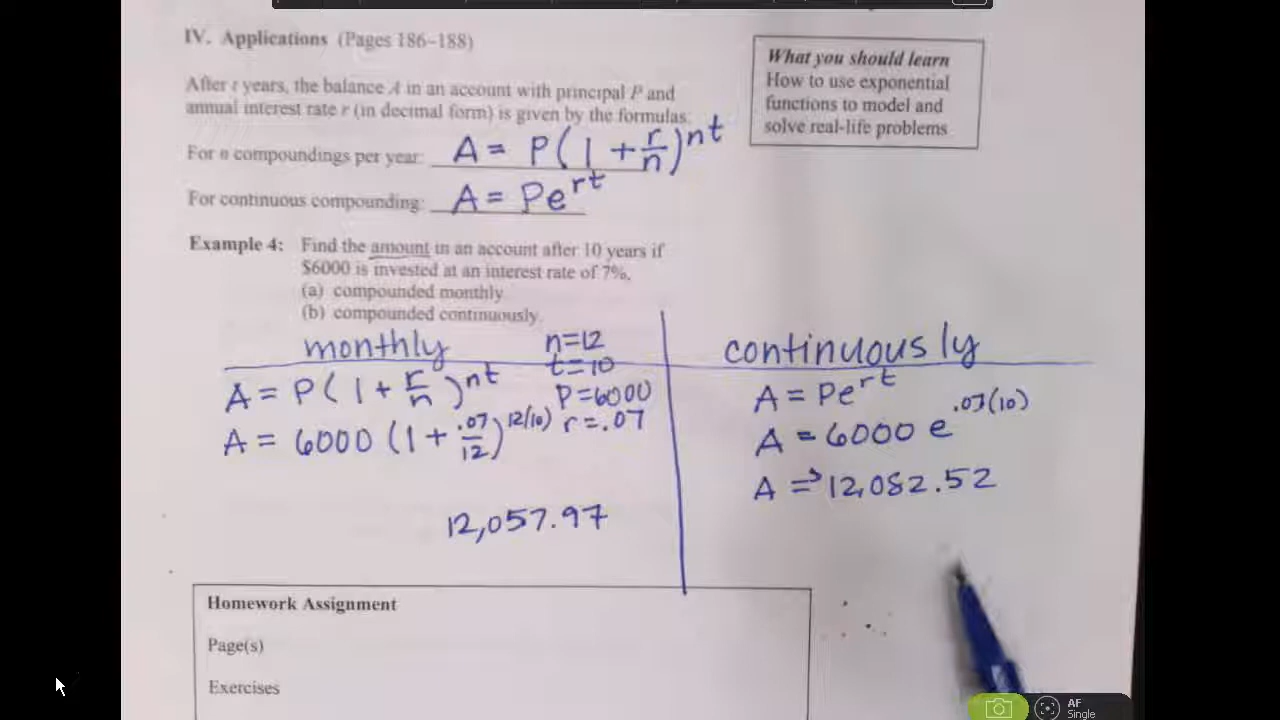 IV. Applications (Pages 186–188)
What you should learn
How to use exponential
functions to model and
solve real-life problems
After t years, the balance A in an account with principal P and
annual interest rate r (in decimal form) is given by the formulas:
For n compoundings per year: A = P(1 + r/n)^nt
For continuous compounding: A = Pe^rt
Example 4: Find the amount in an account after 10 years if
$6000 is invested at an interest rate of 7%,
(a) compounded monthly
(b) compounded continuously.
monthly
n=12
t=10
P=6000
r=.07
A = P(1 + r/n)^nt
A = 6000 (1 + .07/12)^12(10)
12,057.97
continuously
A = Pe^rt
A = 6000 e^.07(10)
A = 12,082.52
Homework Assignment
Page(s)
Exercises
AF
Single